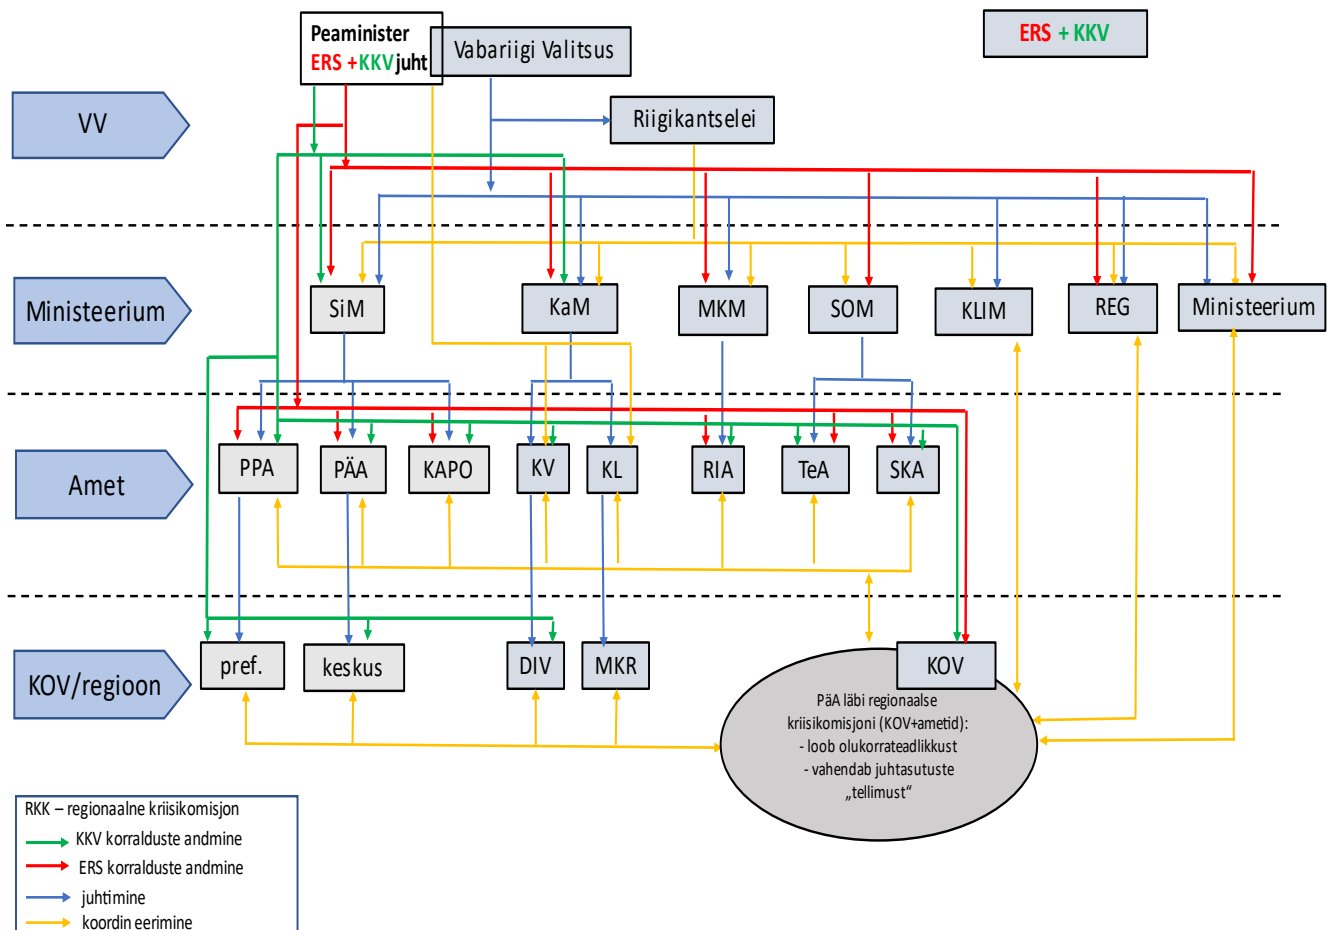 Peaminister
ERS +KKV juht
Vabariigi Valitsus
ERS + KKV
VV
Riigikantselei
Ministeerium
SiM
KaM
MKM
SOM
KLIM
REG
Ministeerium
Amet
PPA
PÄA
KAPO
KV
KL
RIA
TeA
SKA
KOV/regioon
pref.
keskus
DIV
MKR
KOV
PäA läbi regionaalse
kriisikomisjoni (KOV+ametid):
- loob olukorrateadlikkust
- vahendab juhtasutuste
„tellimust“
RKK – regionaalne kriisikomisjon
KKV korralduste andmine
ERS korralduste andmine
juhtimine
koordin eerimine